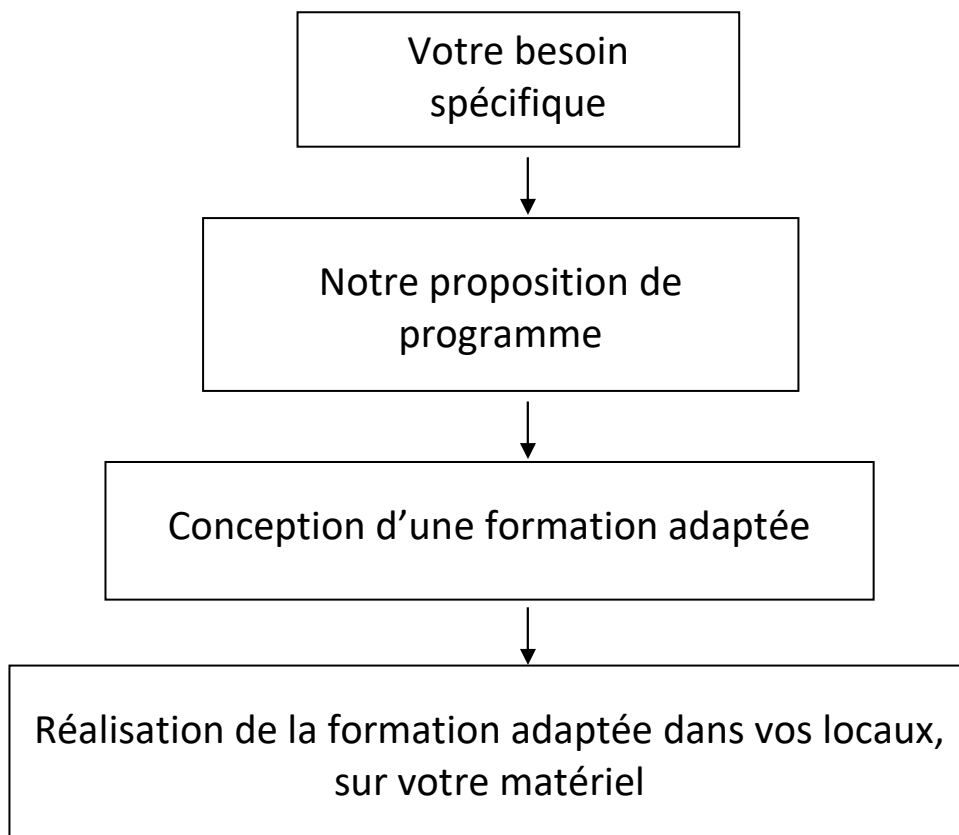 Votre besoin
spécifique
Notre proposition de
programme
Conception d’une formation adaptée
Réalisation de la formation adaptée dans vos locaux,
sur votre matériel